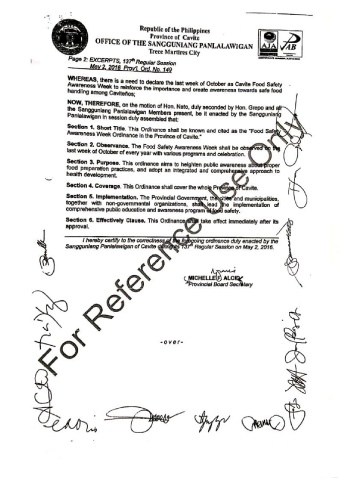 Republic of the Philippines
Province of Cavite
OFFICE OF THE SANGGUNIANG PANLALAWIGAN
Trece Martires City
AJA
JAB
Page 2: EXCERPTS, 137th Regular Session
May 2, 2016 Provl. Ord. No. 149
WHEREAS, there is a need to declare the last week of October as Cavite Food Safety
Awareness Week to reinforce the importance and create awareness towards safe food
handling among Caviteños;
NOW, THEREFORE, on the motion of Hon. Neto, duly seconded by Hon. Grepo and all
the Sangguniang Panlalawigan Members present, be it enacted by the Sangguniang
Panlalawigan in session duly assembled that:
Section 1. Short Title. This Ordinance shall be known and cited as the "Food Safety
Awareness Week Ordinance in the Province of Cavite."
Section 2. Observance. The Food Safety Awareness Week shall be observed on the
last week of October every year with various programs and celebration.
Section 3. Purpose. This ordinance aims to heighten public awareness about proper
food preparation practices, and adopt an integrated and comprehensive approach to
health development.
Section 4. Coverage. This Ordinance shall cover the whole Province of Cavite.
Section 5. Implementation. The Provincial Government, the cities and municipalities,
together with non-governmental organizations, shall lead the implementation of
comprehensive public education and awareness program on food safety.
Section 6. Effectively Clause. This Ordinance shall take effect immediately after its
approval.
I hereby certify to the correctness of the foregoing ordinance duly enacted by the
Sangguniang Panlalawigan of Cavite during its 137th Regular Session on May 2, 2016.
MICHELLE F. ALCID
Provincial Board Secretary
-over-
For Reference Use Only